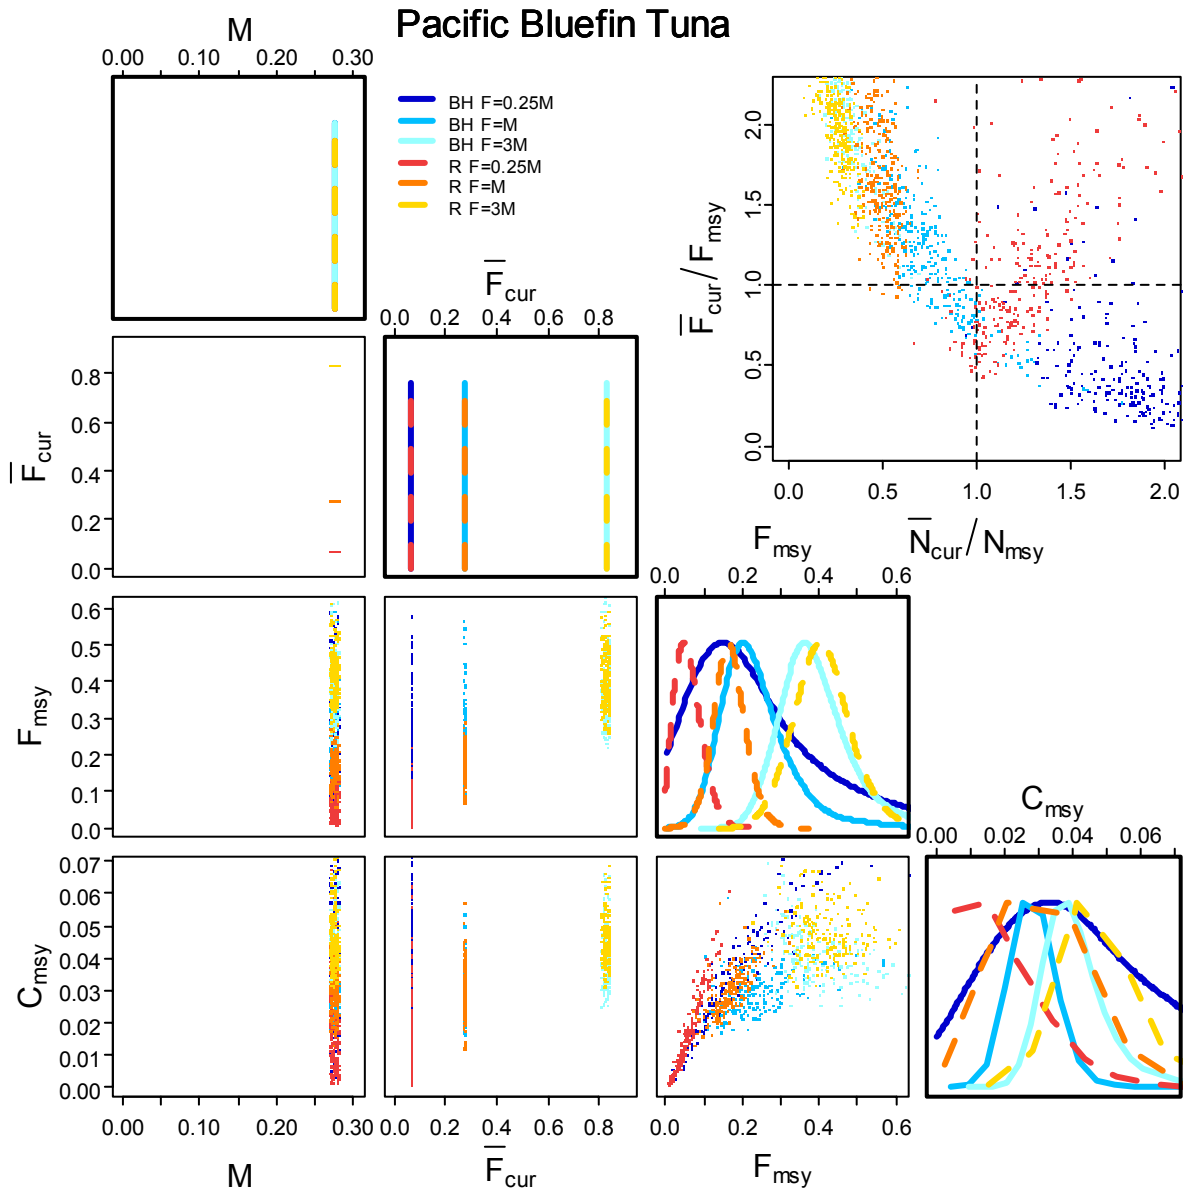 Pacific Bluefin Tuna
M
0.00 0.10 0.20 0.30
BH F=0.25M
BH F=M
BH F=3M
R F=0.25M
R F=M
R F=3M
F̅cur/Fmsy
0.0 0.5 1.0 1.5 2.0
0.0 0.5 1.0 1.5 2.0
N̅cur/Nmsy
F̅cur
0.0 0.2 0.4 0.6 0.8
F̅cur
0.8
0.6
0.4
0.2
0.0
Fmsy
0.0 0.2 0.4 0.6
Fmsy
0.6
0.5
0.4
0.3
0.2
0.1
0.0
Cmsy
0.00 0.02 0.04 0.06
Cmsy
0.07
0.06
0.05
0.04
0.03
0.02
0.01
0.00
0.00 0.10 0.20 0.30 0.0 0.2 0.4 0.6 0.8 0.0 0.2 0.4 0.6
M F̅cur Fmsy